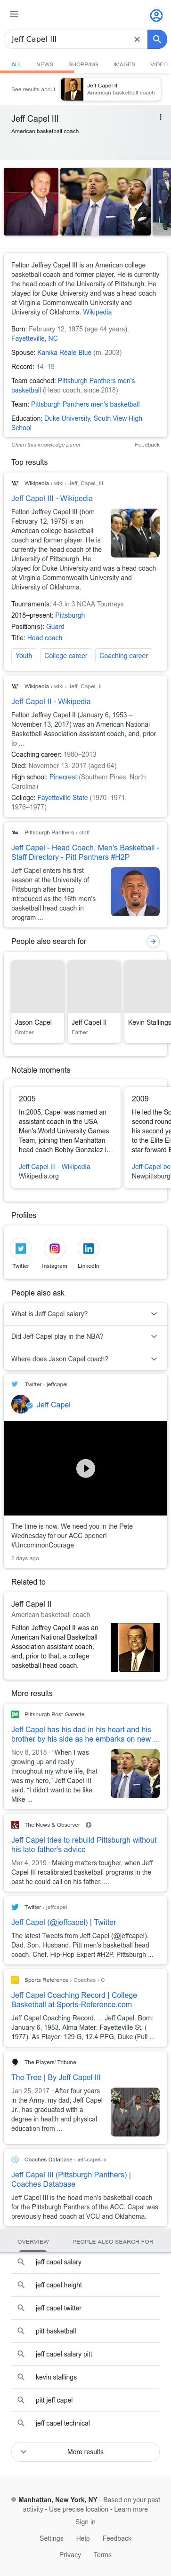 Jeff Capel III
ALL NEWS SHOPPING IMAGES VIDEO
See results about
Jeff Capel II
American basketball coach
Jeff Capel III
American basketball coach
Felton Jeffrey Capel III is an American college
basketball coach and former player. He is currently
the head coach of the University of Pittsburgh. He
played for Duke University and was a head coach
at Virginia Commonwealth University and
University of Oklahoma. Wikipedia
Born: February 12, 1975 (age 44 years),
Fayetteville, NC
Spouse: Kanika Réale Blue (m. 2003)
Record: 14–19
Team coached: Pittsburgh Panthers men's
basketball (Head coach, since 2018)
Team: Pittsburgh Panthers men's basketball
Education: Duke University, South View High
School
Claim this knowledge panel Feedback
Top results
Wikipedia › wiki › Jeff_Capel_III
Jeff Capel III - Wikipedia
Felton Jeffrey Capel III (born
February 12, 1975) is an
American college basketball
coach and former player. He
is currently the head coach of
the University of Pittsburgh. He
played for Duke University and was a head coach
at Virginia Commonwealth University and
University of Oklahoma.
Tournaments: 4-3 in 3 NCAA Tourneys
2018–present: Pittsburgh
Position(s): Guard
Title: Head coach
Youth College career Coaching career
Wikipedia › wiki › Jeff_Capel_II
Jeff Capel II - Wikipedia
Felton Jeffrey Capel II (January 6, 1953 –
November 13, 2017) was an American National
Basketball Association assistant coach, and, prior
to ...
Coaching career: 1980–2013
Died: November 13, 2017 (aged 64)
High school: Pinecrest (Southern Pines, North
Carolina)
College: Fayetteville State (1970–1971,
1976–1977)
Pittsburgh Panthers › staff
Jeff Capel - Head Coach, Men's Basketball -
Staff Directory - Pitt Panthers #H2P
Jeff Capel enters his first
season at the University of
Pittsburgh after being
introduced as the 16th men's
basketball head coach in
program ...
People also search for
Jason Capel
Brother
Jeff Capel II
Father
Kevin Stallings
Notable moments
2005
In 2005, Capel was named an
assistant coach in the USA
Men's World University Games
Team, joining then Manhattan
head coach Bobby Gonzalez i...
Jeff Capel III - Wikipedia
Wikipedia.org
2009
He led the So
second round
his second ye
to the Elite Ei
star forward B
Jeff Capel be
Newpittsburg
Profiles
Twitter Instagram LinkedIn
People also ask
What is Jeff Capel salary?
Did Jeff Capel play in the NBA?
Where does Jason Capel coach?
Twitter › jeffcapel
Jeff Capel
The time is now. We need you in the Pete
Wednesday for our ACC opener!
#UncommonCourage
2 days ago
Related to
Jeff Capel II
American basketball coach
Felton Jeffrey Capel II was an
American National Basketball
Association assistant coach,
and, prior to that, a college
basketball head coach.
More results
Pittsburgh Post-Gazette
Jeff Capel has his dad in his heart and his
brother by his side as he embarks on new ...
Nov 8, 2018 · “When I was
growing up and really
throughout my whole life, that
was my hero,” Jeff Capel III
said. “I didn't want to be like
Mike ...
The News & Observer
Jeff Capel tries to rebuild Pittsburgh without
his late father's advice
Mar 4, 2019 · Making matters tougher, when Jeff
Capel III recalibrated the basketball program in the
past he could call on his father, ...
Twitter › jeffcapel
Jeff Capel (@jeffcapel) | Twitter
The latest Tweets from Jeff Capel (@jeffcapel).
Dad. Son. Husband. Pitt men's basketball head
coach. Chef. Hip-Hop Expert #H2P. Pittsburgh ...
Sports Reference › Coaches › C
Jeff Capel Coaching Record | College
Basketball at Sports-Reference.com
Jeff Capel Coaching Record. ... Jeff Capel. Born:
January 6, 1953. Alma Mater: Fayetteville St. (
1977). As Player: 129 G, 12.4 PPG, Duke (Full ...
The Players' Tribune
The Tree | By Jeff Capel III
Jan 25, 2017 · After four years
in the Army, my dad, Jeff Capel
Jr., has graduated with a
degree in health and physical
education from ...
Coaches Database › jeff-capel-iii
Jeff Capel III (Pittsburgh Panthers) |
Coaches Database
Jeff Capel III is the head men's basketball coach
for the Pittsburgh Panthers of the ACC. Capel was
previously head coach at VCU and Oklahoma.
OVERVIEW PEOPLE ALSO SEARCH FOR
jeff capel salary
jeff capel height
jeff capel twitter
pitt basketball
jeff capel salary pitt
kevin stallings
pitt jeff capel
jeff capel technical
More results
Manhattan, New York, NY - Based on your past
activity - Use precise location - Learn more
Sign in
Settings Help Feedback
Privacy Terms